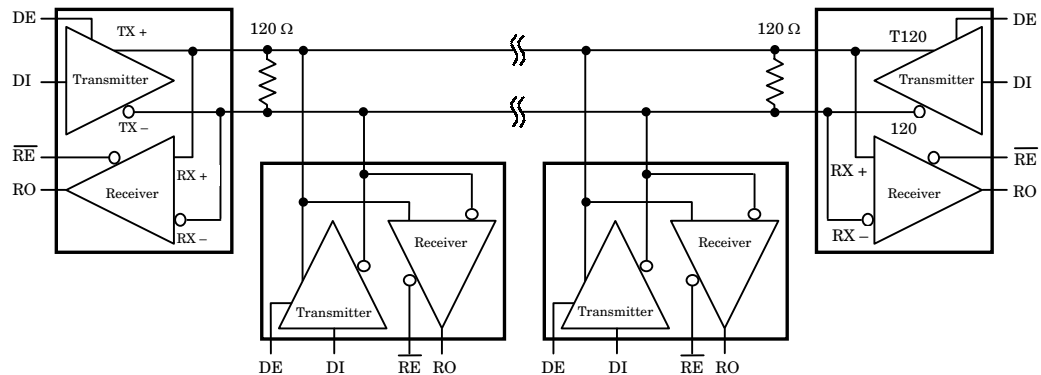 DE
TX +
120 Ω
120 Ω
T120
DE
DI
Transmitter
Transmitter
DI
TX –
120
RE
RX +
RX +
RE
RO
Receiver
Receiver
RO
RX –
RX –
Receiver
Receiver
Transmitter
Transmitter
DE
DI
RE
RO
DE
DI
RE
RO